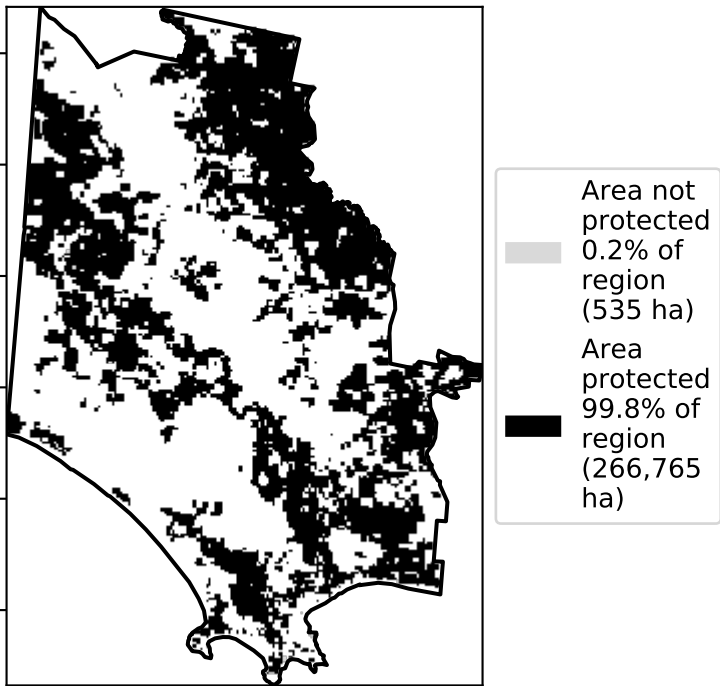 Area not
protected
0.2% of
region
(535 ha)
Area
protected
99.8% of
region
(266,765
ha)